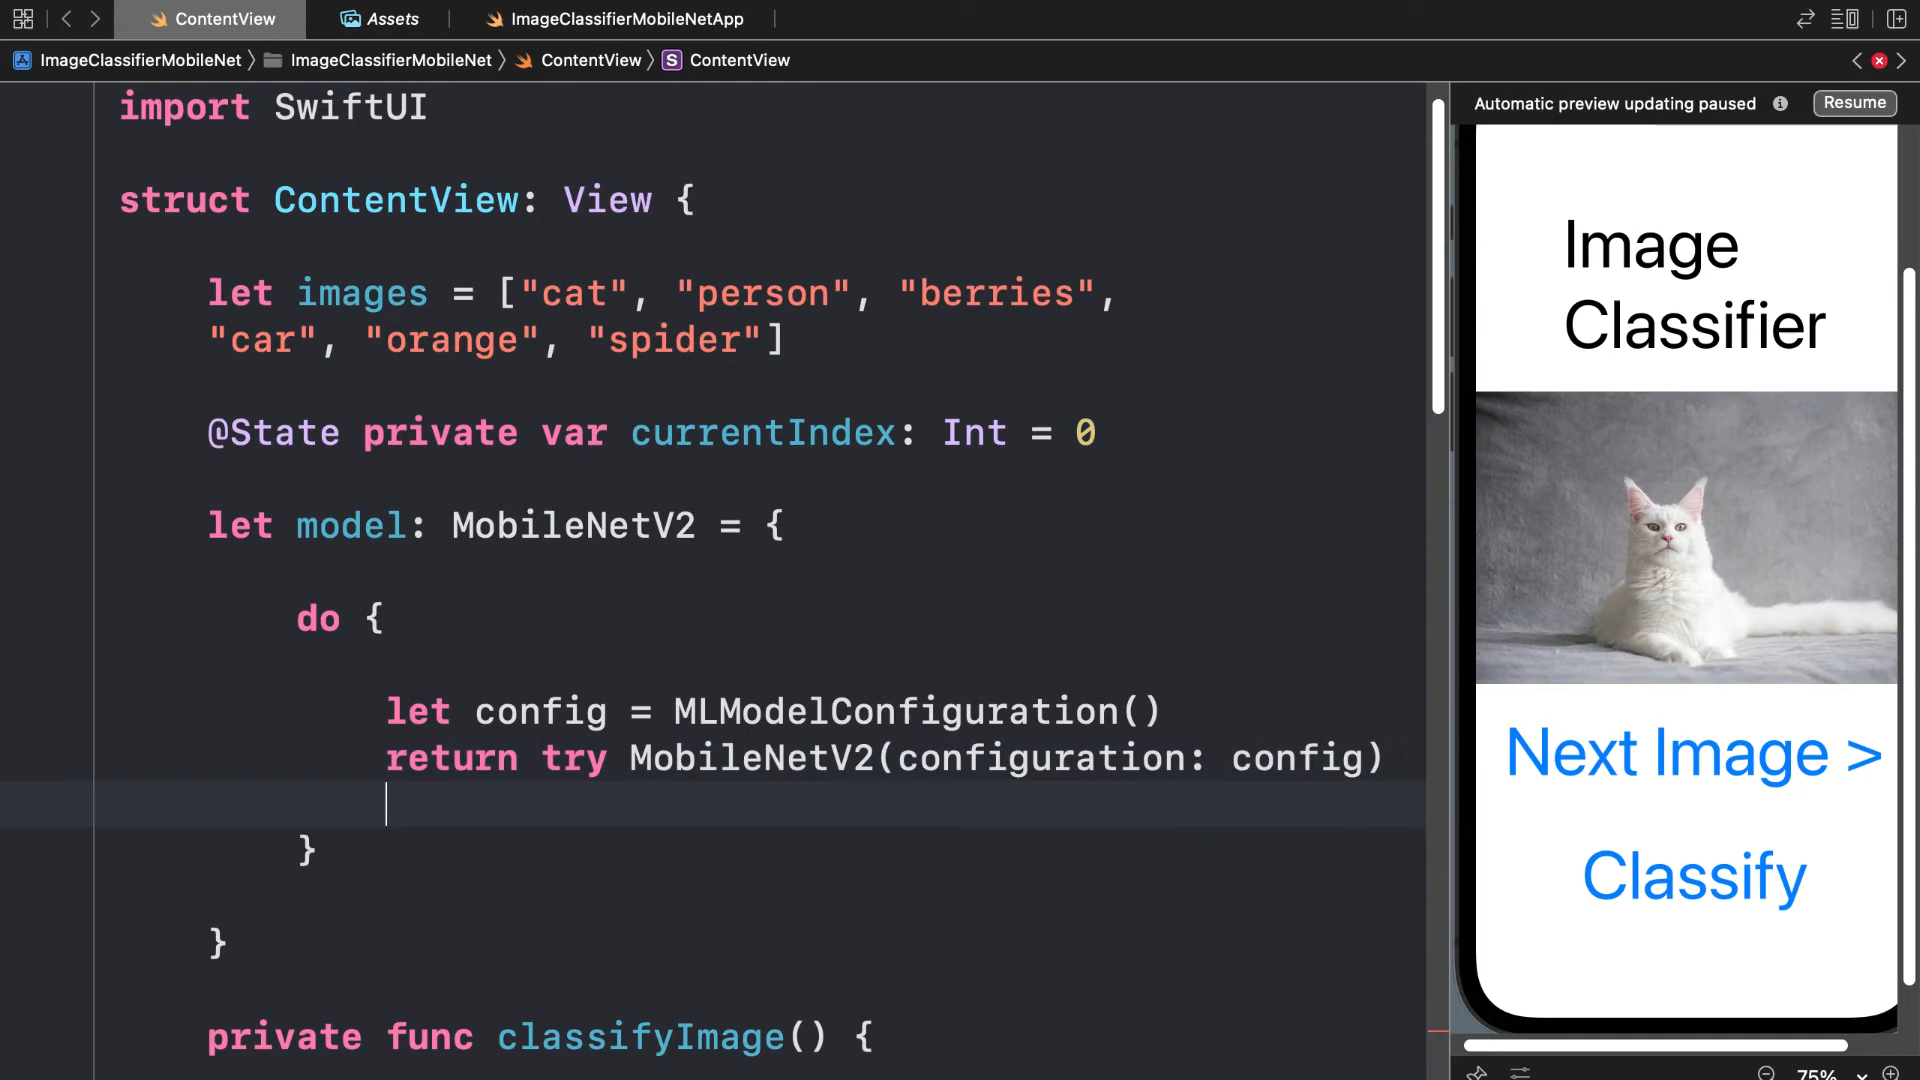 ContentView
Assets
ImageClassifierMobileNetApp
ImageClassifierMobileNet 〉 ImageClassifierMobileNet 〉 ContentView 〉 S ContentView
import SwiftUI
struct ContentView: View {
let images = ["cat", "person", "berries",
"car", "orange", "spider"]
@State private var currentIndex: Int = 0
let model: MobileNetV2 = {
do {
let config = MLModelConfiguration()
return try MobileNetV2(configuration: config)
}
}
private func classifyImage() {
Automatic preview updating paused
Resume
Image
Classifier
Next Image >
Classify
75%